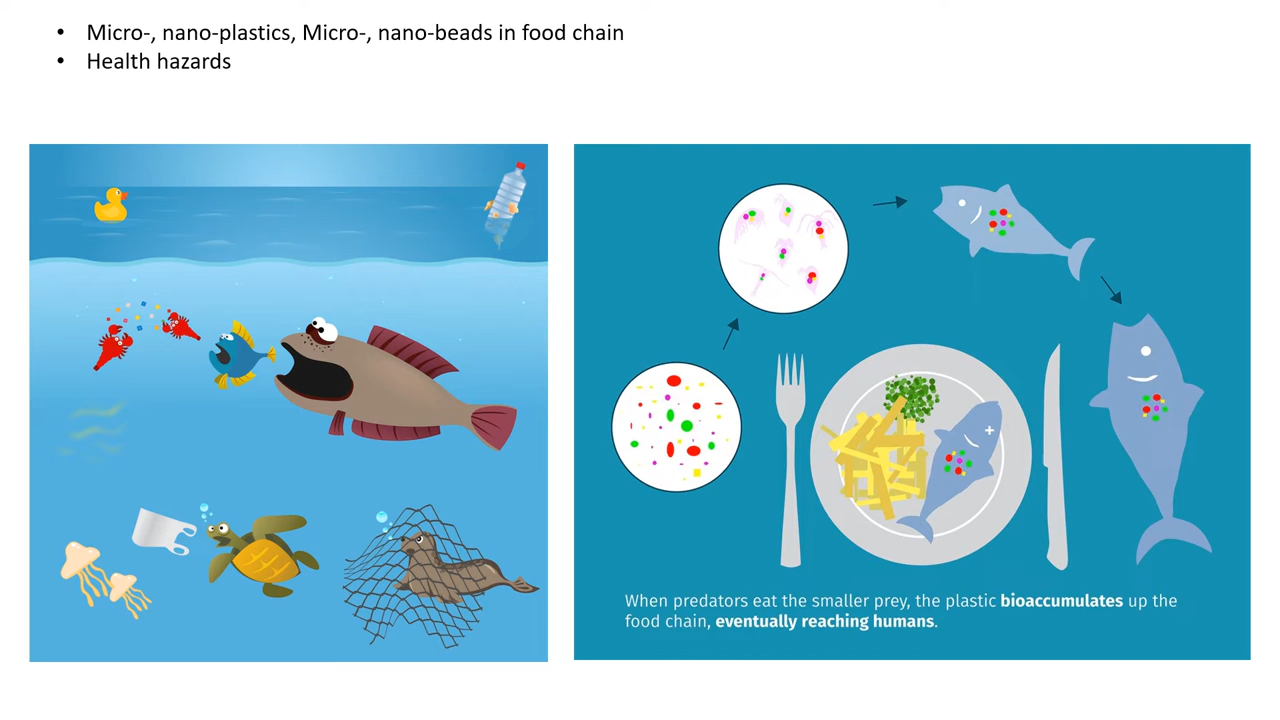 • Micro-, nano-plastics, Micro-, nano-beads in food chain
• Health hazards
When predators eat the smaller prey, the plastic bioaccumulates up the
food chain, eventually reaching humans.